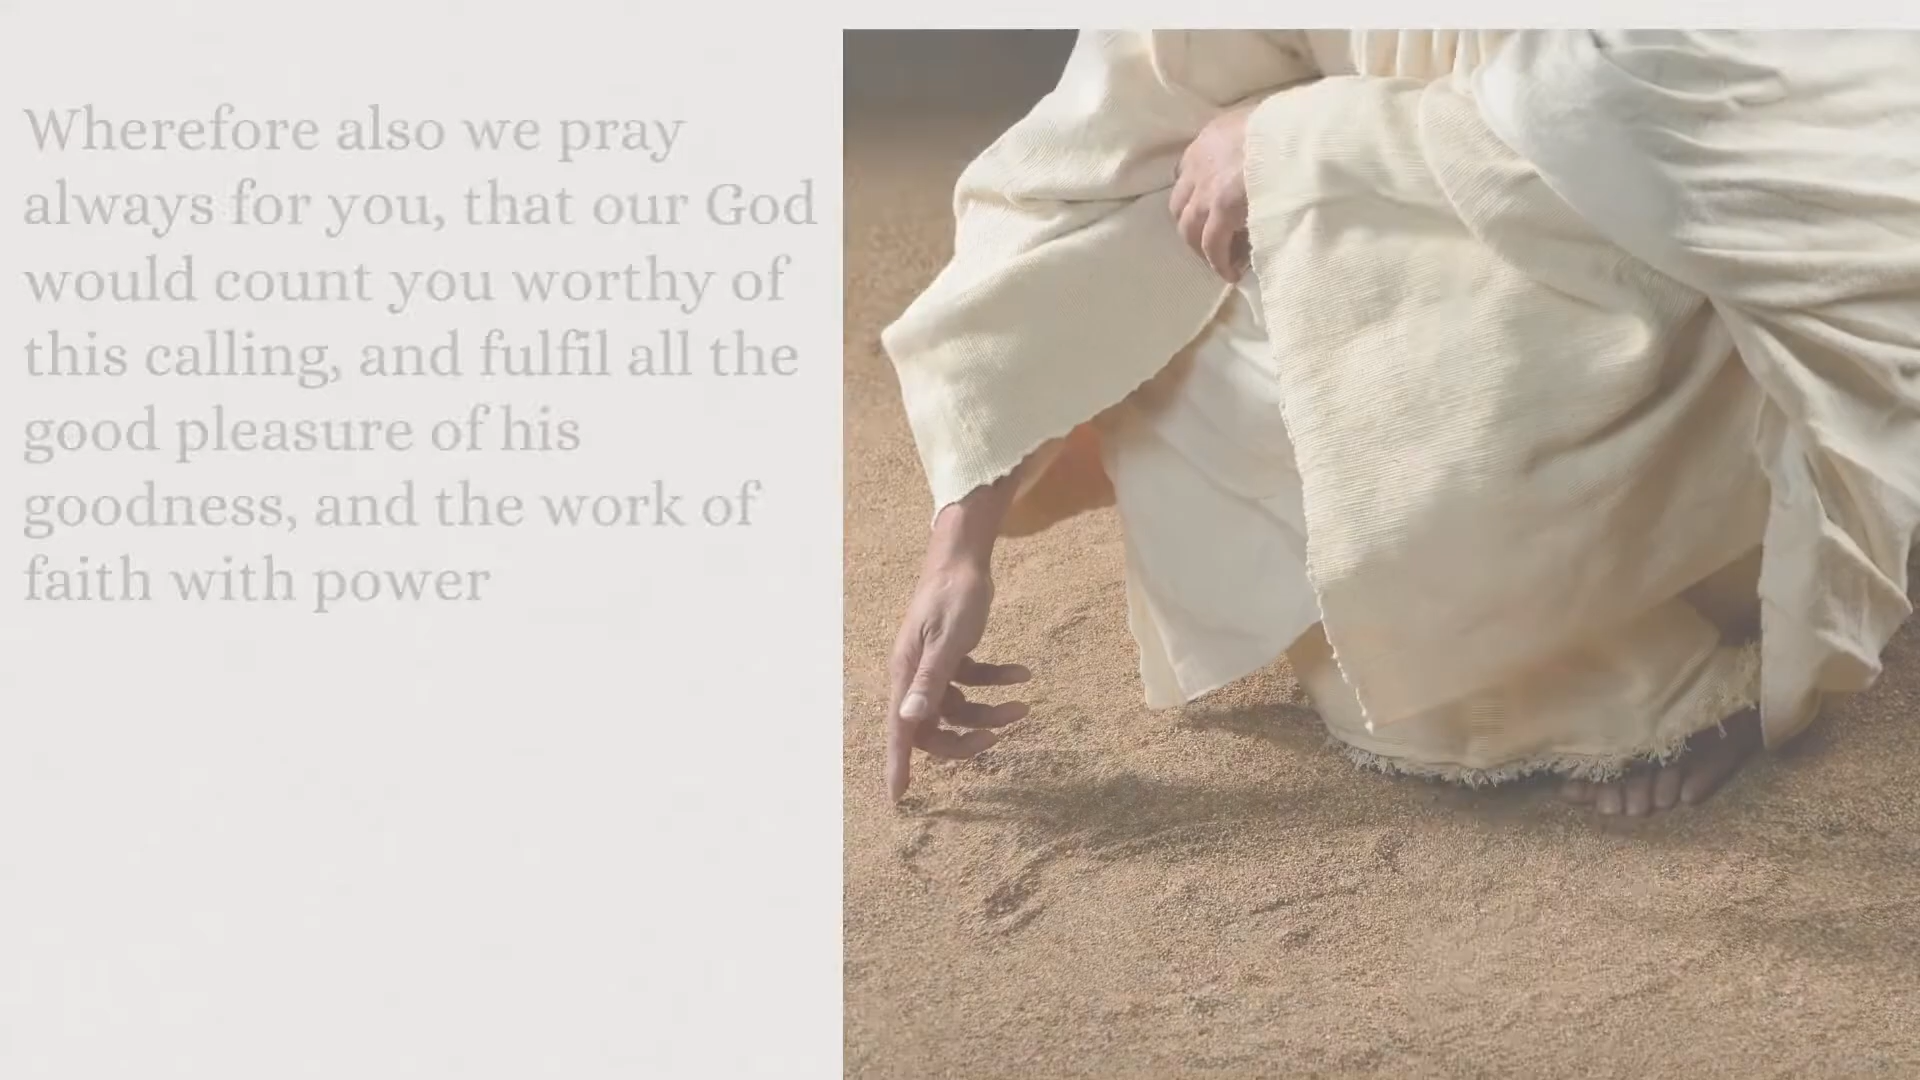 Wherefore also we pray
always for you, that our God
would count you worthy of
this calling, and fulfil all the
good pleasure of his
goodness, and the work of
faith with power